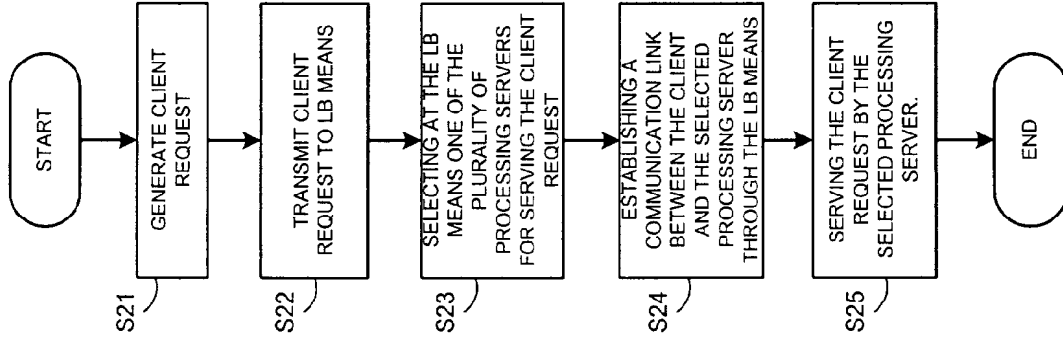 START
S21
GENERATE CLIENT
REQUEST
S22
TRANSMIT CLIENT
REQUEST TO LB MEANS
S23
SELECTING AT THE LB
MEANS ONE OF THE
PLURALITY OF
PROCESSING SERVERS
FOR SERVING THE CLIENT
REQUEST
S24
ESTABLISHING A
COMMUNICATION LINK
BETWEEN THE CLIENT
AND THE SELECTED
PROCESSING SERVER
THROUGH THE LB MEANS
S25
SERVING THE CLIENT
REQUEST BY THE
SELECTED PROCESSING
SERVER.
END